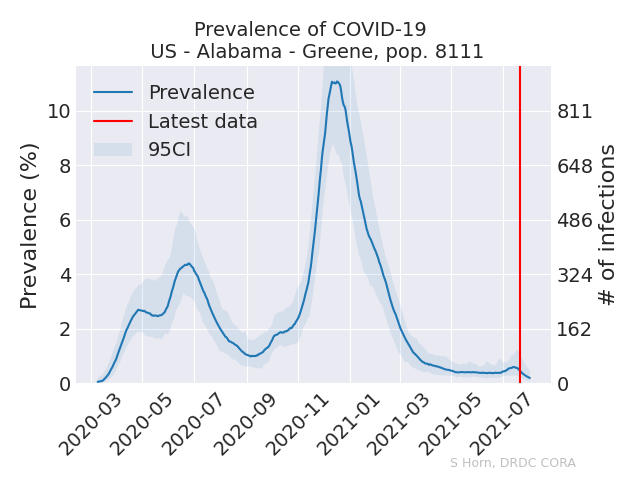 Prevalence of COVID-19
US - Alabama - Greene, pop. 8111
Prevalence
Latest data
95CI
Prevalence (%)
10
8
6
4
2
0
811
648
486
324
162
0
# of infections
2020-03
2020-05
2020-07
2020-09
2020-11
2021-01
2021-03
2021-05
2021-07
S Horn, DRDC CORA